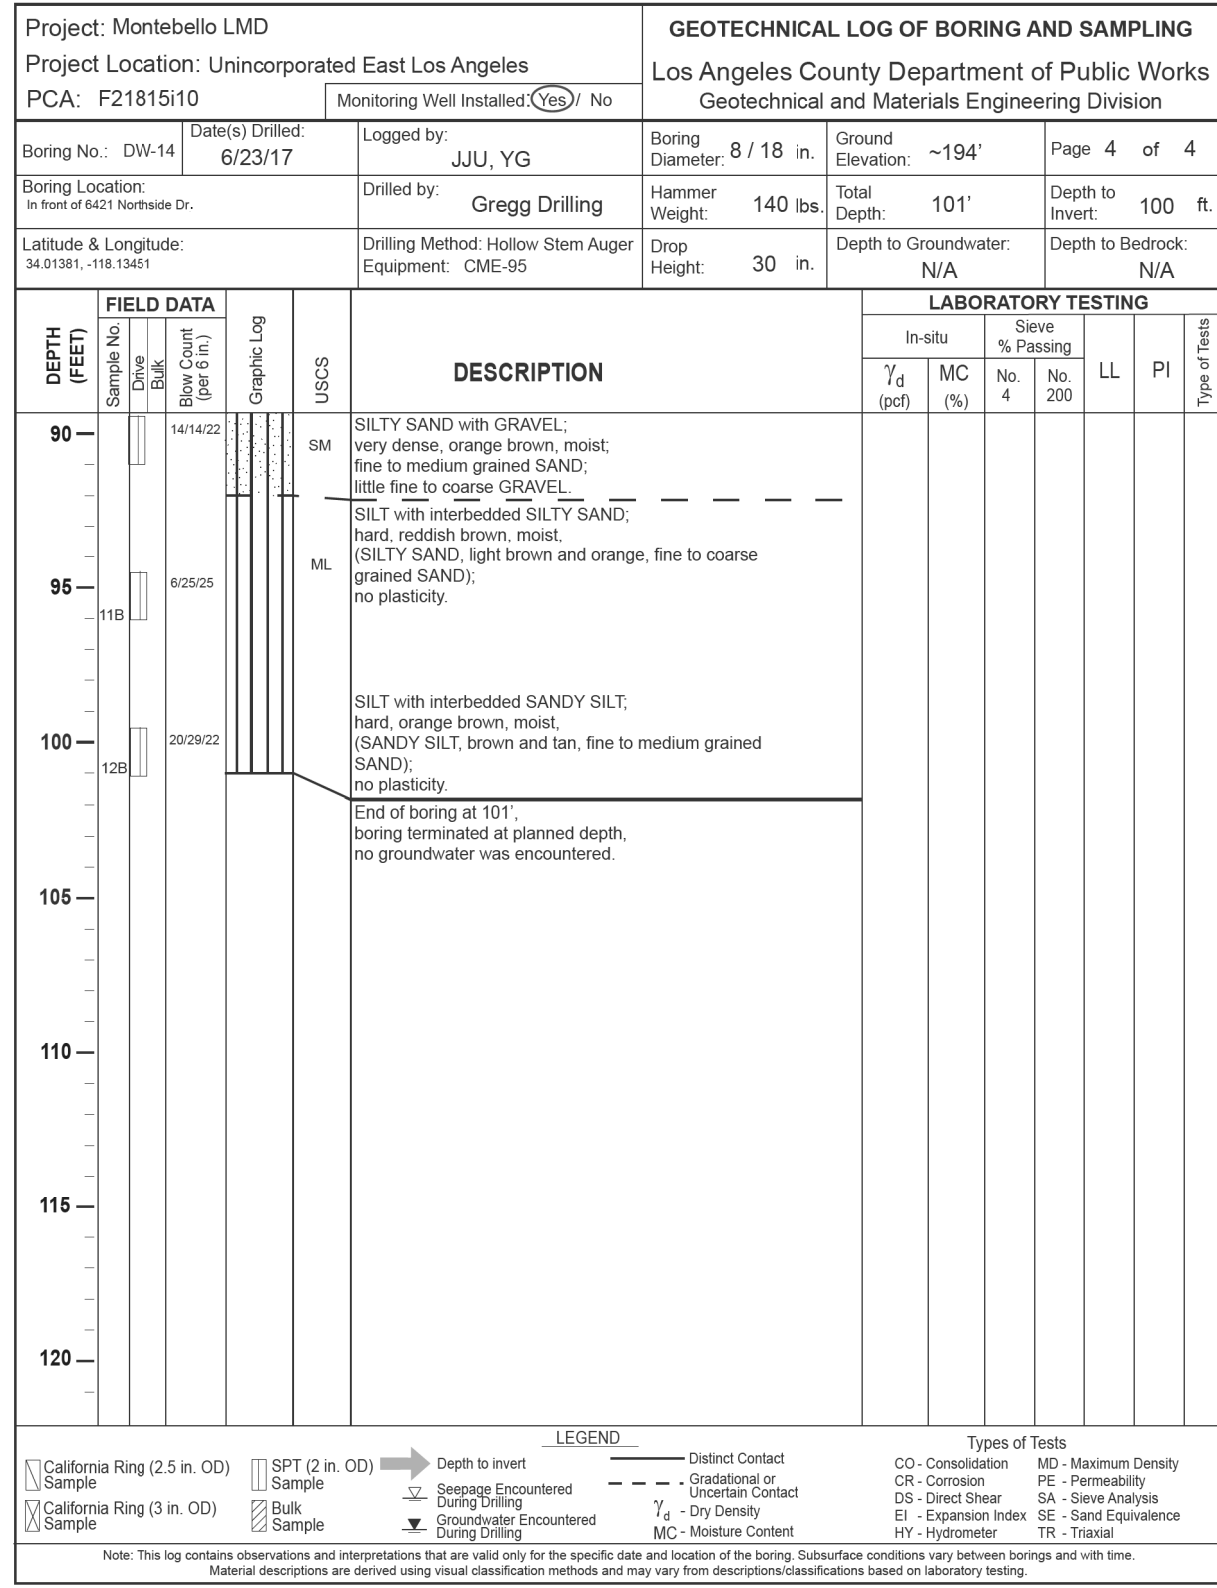 Project: Montebello LMD
Project Location: Unincorporated East Los Angeles
PCA: F21815i10
Monitoring Well Installed: Yes / No
GEOTECHNICAL LOG OF BORING AND SAMPLING
Los Angeles County Department of Public Works
Geotechnical and Materials Engineering Division
Boring No.: DW-14
Date(s) Drilled:
6/23/17
Logged by:
JJU, YG
Boring
Diameter: 8 / 18 in.
Ground
Elevation: ~194’
Page 4 of 4
Boring Location:
In front of 6421 Northside Dr.
Drilled by:
Gregg Drilling
Hammer
Weight: 140 lbs.
Total
Depth: 101’
Depth to
Invert: 100 ft.
Latitude & Longitude:
34.01381, -118.13451
Drilling Method: Hollow Stem Auger
Equipment: CME-95
Drop
Height: 30 in.
Depth to Groundwater:
N/A
Depth to Bedrock:
N/A
DEPTH
(FEET)
FIELD DATA
Sample No.
Drive
Bulk
Blow Count
(per 6 in.)
Graphic Log
USCS
DESCRIPTION
LABORATORY TESTING
In-situ
Sieve
% Passing
γd
(pcf)
MC
(%)
No.
4
No.
200
LL
PI
Type of Tests
90
14/14/22
SM
SILTY SAND with GRAVEL;
very dense, orange brown, moist;
fine to medium grained SAND;
little fine to coarse GRAVEL.
SILT with interbedded SILTY SAND;
hard, reddish brown, moist,
(SILTY SAND, light brown and orange, fine to coarse
grained SAND);
no plasticity.
ML
95
6/25/25
11B
SILT with interbedded SANDY SILT;
hard, orange brown, moist,
(SANDY SILT, brown and tan, fine to medium grained
SAND);
no plasticity.
100
20/29/22
12B
End of boring at 101’,
boring terminated at planned depth,
no groundwater was encountered.
105
110
115
120
LEGEND
California Ring (2.5 in. OD)
Sample
California Ring (3 in. OD)
Sample
SPT (2 in. OD)
Sample
Bulk
Sample
Depth to invert
Seepage Encountered
During Drilling
Groundwater Encountered
During Drilling
Distinct Contact
Gradational or
Uncertain Contact
γd - Dry Density
MC - Moisture Content
Types of Tests
CO - Consolidation
CR - Corrosion
DS - Direct Shear
EI - Expansion Index
HY - Hydrometer
MD - Maximum Density
PE - Permeability
SA - Sieve Analysis
SE - Sand Equivalence
TR - Triaxial
Note: This log contains observations and interpretations that are valid only for the specific date and location of the boring. Subsurface conditions vary between borings and with time.
Material descriptions are derived using visual classification methods and may vary from descriptions/classifications based on laboratory testing.